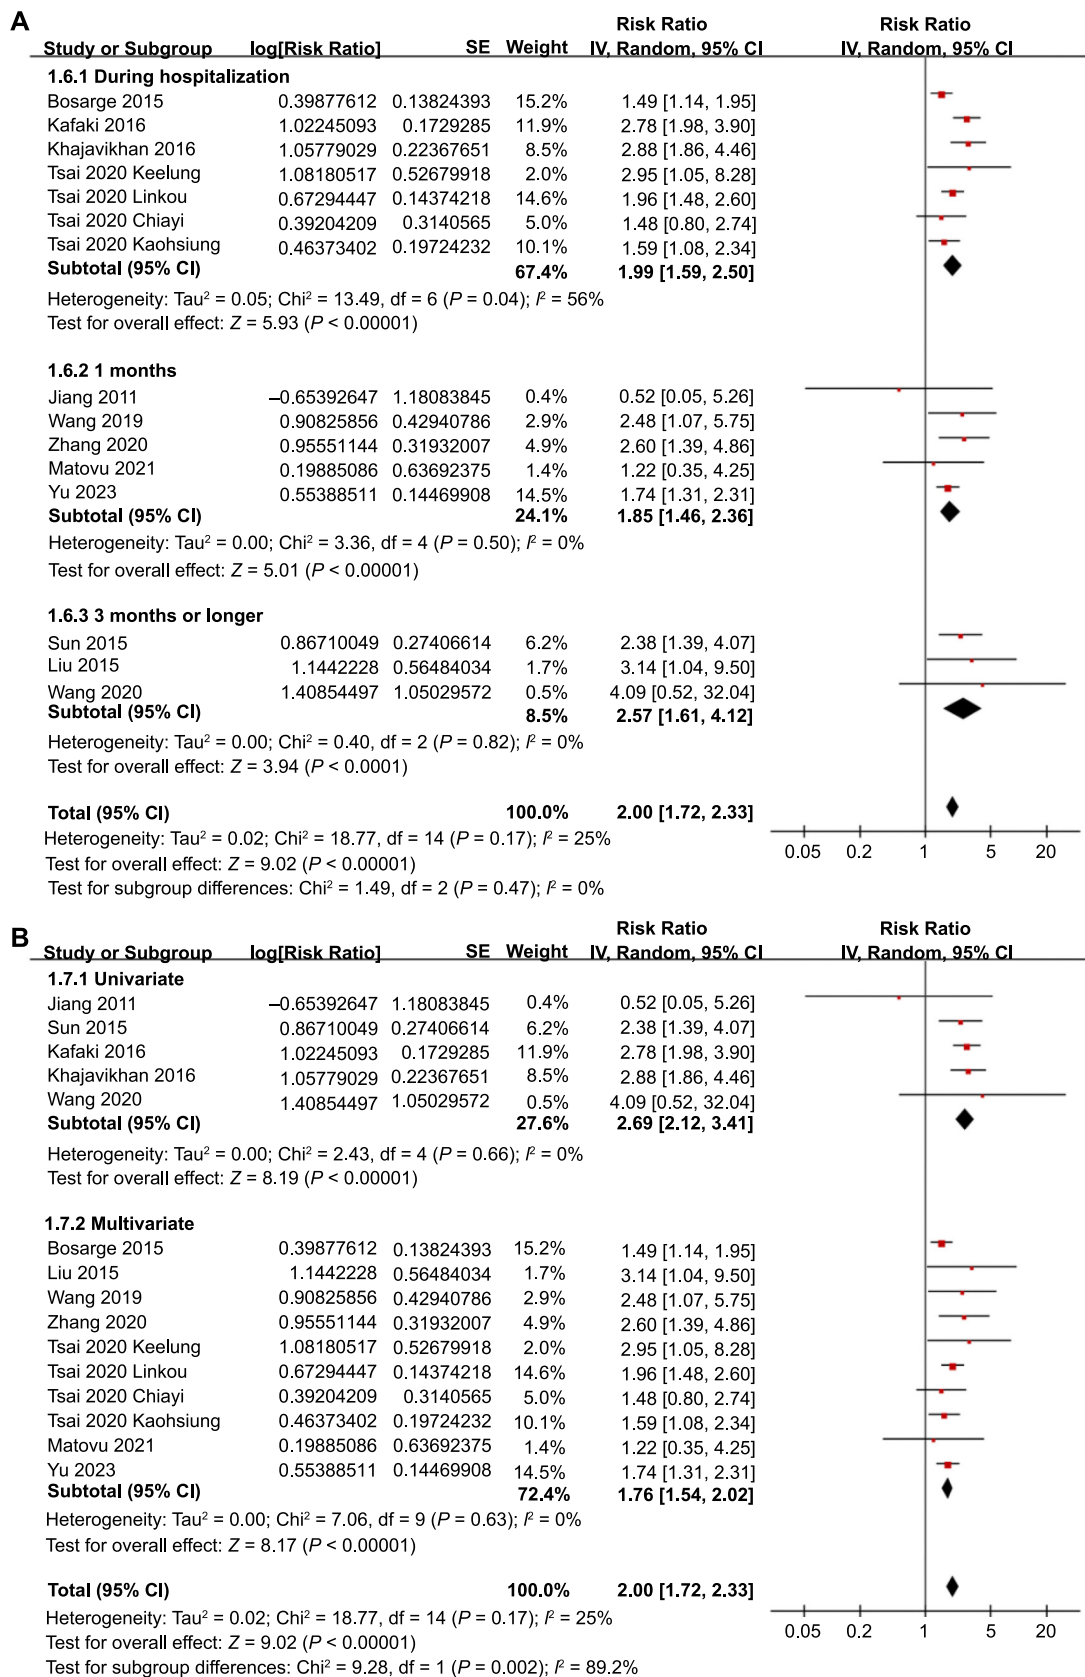 A
Risk Ratio Risk Ratio
Study or Subgroup log[Risk Ratio] SE Weight IV, Random, 95% CI IV, Random, 95% CI
1.6.1 During hospitalization
Bosarge 2015 0.39877612 0.13824393 15.2% 1.49 [1.14, 1.95]
Kafaki 2016 1.02245093 0.1729285 11.9% 2.78 [1.98, 3.90]
Khajavikhan 2016 1.05779029 0.22367651 8.5% 2.88 [1.86, 4.46]
Tsai 2020 Keelung 1.08180517 0.52679918 2.0% 2.95 [1.05, 8.28]
Tsai 2020 Linkou 0.67294447 0.14374218 14.6% 1.96 [1.48, 2.60]
Tsai 2020 Chiayi 0.39204209 0.3140565 5.0% 1.48 [0.80, 2.74]
Tsai 2020 Kaohsiung 0.46373402 0.19724232 10.1% 1.59 [1.08, 2.34]
Subtotal (95% CI) 67.4% 1.99 [1.59, 2.50]
Heterogeneity: Tau² = 0.05; Chi² = 13.49, df = 6 (P = 0.04); I² = 56%
Test for overall effect: Z = 5.93 (P < 0.00001)
1.6.2 1 months
Jiang 2011 –0.65392647 1.18083845 0.4% 0.52 [0.05, 5.26]
Wang 2019 0.90825856 0.42940786 2.9% 2.48 [1.07, 5.75]
Zhang 2020 0.95551144 0.31932007 4.9% 2.60 [1.39, 4.86]
Matovu 2021 0.19885086 0.63692375 1.4% 1.22 [0.35, 4.25]
Yu 2023 0.55388511 0.14469908 14.5% 1.74 [1.31, 2.31]
Subtotal (95% CI) 24.1% 1.85 [1.46, 2.36]
Heterogeneity: Tau² = 0.00; Chi² = 3.36, df = 4 (P = 0.50); I² = 0%
Test for overall effect: Z = 5.01 (P < 0.00001)
1.6.3 3 months or longer
Sun 2015 0.86710049 0.27406614 6.2% 2.38 [1.39, 4.07]
Liu 2015 1.1442228 0.56484034 1.7% 3.14 [1.04, 9.50]
Wang 2020 1.40854497 1.05029572 0.5% 4.09 [0.52, 32.04]
Subtotal (95% CI) 8.5% 2.57 [1.61, 4.12]
Heterogeneity: Tau² = 0.00; Chi² = 0.40, df = 2 (P = 0.82); I² = 0%
Test for overall effect: Z = 3.94 (P < 0.0001)
Total (95% CI) 100.0% 2.00 [1.72, 2.33]
Heterogeneity: Tau² = 0.02; Chi² = 18.77, df = 14 (P = 0.17); I² = 25%
0.05 0.2 1 5 20
Test for overall effect: Z = 9.02 (P < 0.00001)
Test for subgroup differences: Chi² = 1.49, df = 2 (P = 0.47); I² = 0%
B
Risk Ratio Risk Ratio
Study or Subgroup log[Risk Ratio] SE Weight IV, Random, 95% CI IV, Random, 95% CI
1.7.1 Univariate
Jiang 2011 –0.65392647 1.18083845 0.4% 0.52 [0.05, 5.26]
Sun 2015 0.86710049 0.27406614 6.2% 2.38 [1.39, 4.07]
Kafaki 2016 1.02245093 0.1729285 11.9% 2.78 [1.98, 3.90]
Khajavikhan 2016 1.05779029 0.22367651 8.5% 2.88 [1.86, 4.46]
Wang 2020 1.40854497 1.05029572 0.5% 4.09 [0.52, 32.04]
Subtotal (95% CI) 27.6% 2.69 [2.12, 3.41]
Heterogeneity: Tau² = 0.00; Chi² = 2.43, df = 4 (P = 0.66); I² = 0%
Test for overall effect: Z = 8.19 (P < 0.00001)
1.7.2 Multivariate
Bosarge 2015 0.39877612 0.13824393 15.2% 1.49 [1.14, 1.95]
Liu 2015 1.1442228 0.56484034 1.7% 3.14 [1.04, 9.50]
Wang 2019 0.90825856 0.42940786 2.9% 2.48 [1.07, 5.75]
Zhang 2020 0.95551144 0.31932007 4.9% 2.60 [1.39, 4.86]
Tsai 2020 Keelung 1.08180517 0.52679918 2.0% 2.95 [1.05, 8.28]
Tsai 2020 Linkou 0.67294447 0.14374218 14.6% 1.96 [1.48, 2.60]
Tsai 2020 Chiayi 0.39204209 0.3140565 5.0% 1.48 [0.80, 2.74]
Tsai 2020 Kaohsiung 0.46373402 0.19724232 10.1% 1.59 [1.08, 2.34]
Matovu 2021 0.19885086 0.63692375 1.4% 1.22 [0.35, 4.25]
Yu 2023 0.55388511 0.14469908 14.5% 1.74 [1.31, 2.31]
Subtotal (95% CI) 72.4% 1.76 [1.54, 2.02]
Heterogeneity: Tau² = 0.00; Chi² = 7.06, df = 9 (P = 0.63); I² = 0%
Test for overall effect: Z = 8.17 (P < 0.00001)
Total (95% CI) 100.0% 2.00 [1.72, 2.33]
Heterogeneity: Tau² = 0.02; Chi² = 18.77, df = 14 (P = 0.17); I² = 25%
0.05 0.2 1 5 20
Test for overall effect: Z = 9.02 (P < 0.00001)
Test for subgroup differences: Chi² = 9.28, df = 1 (P = 0.002); I² = 89.2%